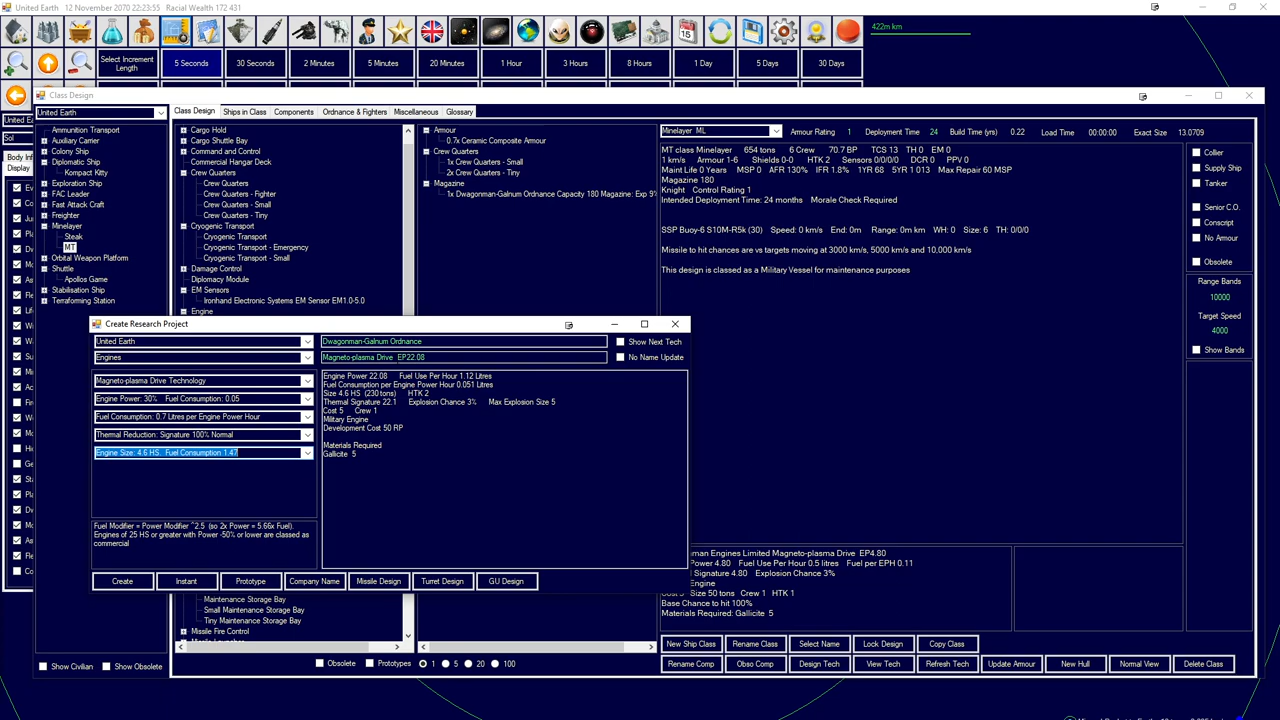 United Earth 12 November 2070 22:23:55 Racial Wealth 172 431
422m km
Select Increment Length
5 Seconds
30 Seconds
2 Minutes
5 Minutes
20 Minutes
1 Hour
3 Hours
8 Hours
1 Day
5 Days
30 Days
Class Design
United Earth
Class Design
Ships in Class
Components
Ordnance & Fighters
Miscellaneous
Glossary
United E
Sol
Body Inf
Display
Ammunition Transport
Auxiliary Carrier
Colony Ship
Diplomatic Ship
Kompact Kitty
Exploration Ship
FAC Leader
Fast Attack Craft
Freighter
Minelayer
Steak
MT
Orbital Weapon Platform
Shuttle
Apollos Game
Stabilisation Ship
Terraforming Station
Cargo Hold
Cargo Shuttle Bay
Command and Control
Commercial Hangar Deck
Crew Quarters
Crew Quarters
Crew Quarters - Fighter
Crew Quarters - Small
Crew Quarters - Tiny
Cryogenic Transport
Cryogenic Transport
Cryogenic Transport - Emergency
Cryogenic Transport - Small
Damage Control
Diplomacy Module
EM Sensors
Ironhand Electronic Systems EM Sensor EM1.0-5.0
Engine
Armour
0.7x Ceramic Composite Armour
Crew Quarters
1x Crew Quarters - Small
2x Crew Quarters - Tiny
Magazine
1x Dwagonman-Galnum Ordnance Capacity 180 Magazine: Exp 9%
Minelayer ML
Armour Rating 1
Deployment Time 24
Build Time (yrs) 0.22
Load Time 00:00:00
Exact Size 13.0709
MT class Minelayer 654 tons 6 Crew 70.7 BP TCS 13 TH 0 EM 0
1 km/s Armour 1-6 Shields 0-0 HTK 2 Sensors 0/0/0/0 DCR 0 PPV 0
Maint Life 0 Years MSP 0 AFR 130% IFR 1.8% 1YR 68 5YR 1 013 Max Repair 60 MSP
Magazine 180
Knight Control Rating 1
Intended Deployment Time: 24 months Morale Check Required
SSP Buoy-6 S10M-R5k (30) Speed: 0 km/s End: 0m Range: 0m km WH: 0 Size: 6 TH: 0/0/0
Missile to hit chances are vs targets moving at 3000 km/s, 5000 km/s and 10,000 km/s
This design is classed as a Military Vessel for maintenance purposes
Collier
Supply Ship
Tanker
Senior C.O.
Conscript
No Armour
Obsolete
Range Bands
10000
Target Speed
4000
Show Bands
Create Research Project
United Earth
Engines
Magneto-plasma Drive Technology
Engine Power: 30% Fuel Consumption: 0.05
Fuel Consumption: 0.7 Litres per Engine Power Hour
Thermal Reduction: Signature 100% Normal
Engine Size: 4.6 HS. Fuel Consumption 1.47
Fuel Modifier = Power Modifier ^2.5 (so 2x Power = 5.66x Fuel).
Engines of 25 HS or greater with Power -50% or lower are classed as
commercial
Dwagonman-Galnum Ordnance
Magneto-plasma Drive EP22.08
Show Next Tech
No Name Update
Engine Power 22.08 Fuel Use Per Hour 1.12 Litres
Fuel Consumption per Engine Power Hour 0.051 Litres
Size 4.6 HS (230 tons) HTK 2
Thermal Signature 22.1 Explosion Chance 3% Max Explosion Size 5
Cost 5 Crew 1
Military Engine
Development Cost 50 RP
Materials Required
Gallicite 5
Create
Instant
Prototype
Company Name
Missile Design
Turret Design
GU Design
Maintenance Storage Bay
Small Maintenance Storage Bay
Tiny Maintenance Storage Bay
Missile Fire Control
man Engines Limited Magneto-plasma Drive EP4.80
Power 4.80 Fuel Use Per Hour 0.5 litres Fuel per EPH 0.11
Signature 4.80 Explosion Chance 3%
Engine
Cost 5 Size 50 tons Crew 1 HTK 1
Base Chance to hit 100%
Materials Required: Gallicite 5
Show Civilian
Show Obsolete
Obsolete
Prototypes
1
5
20
100
New Ship Class
Rename Class
Select Name
Lock Design
Copy Class
Rename Comp
Obso Comp
Design Tech
View Tech
Refresh Tech
Update Armour
New Hull
Normal View
Delete Class